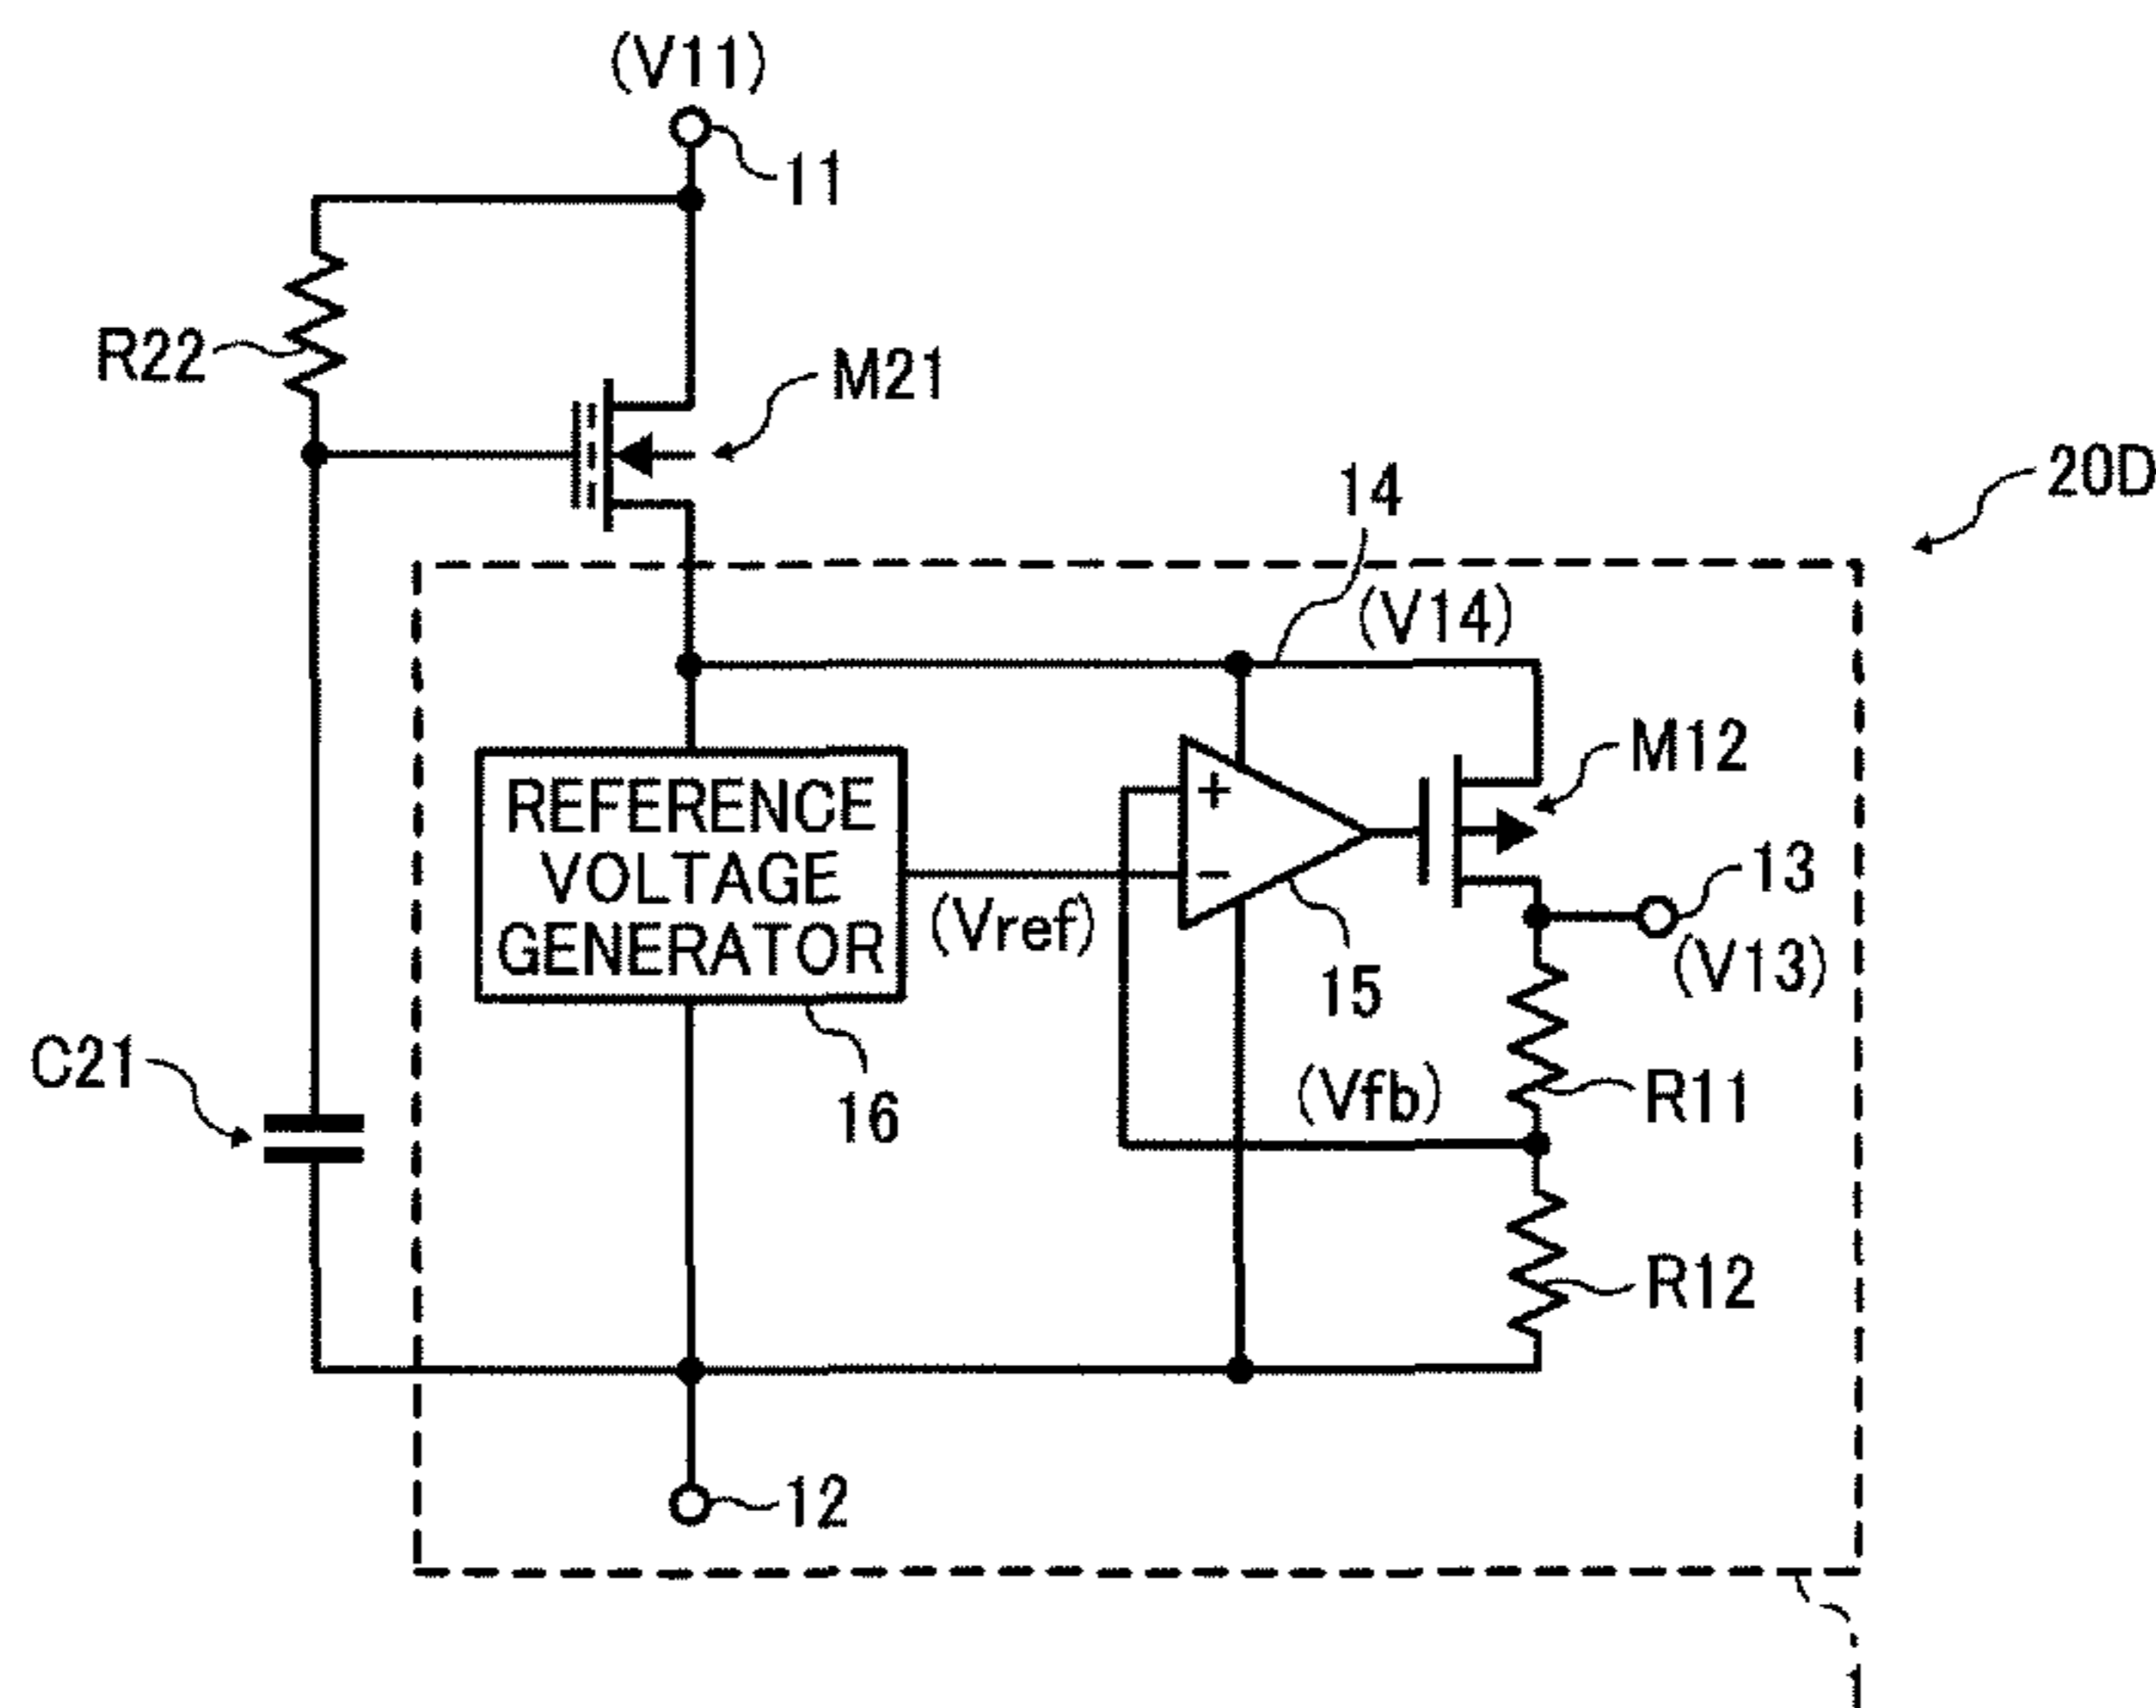 (V11)
11
R22
M21
20D
14
(V14)
M12
REFERENCE
VOLTAGE
GENERATOR
+
−
13
(Vref)
(V13)
15
C21
16
(Vfb)
R11
R12
12